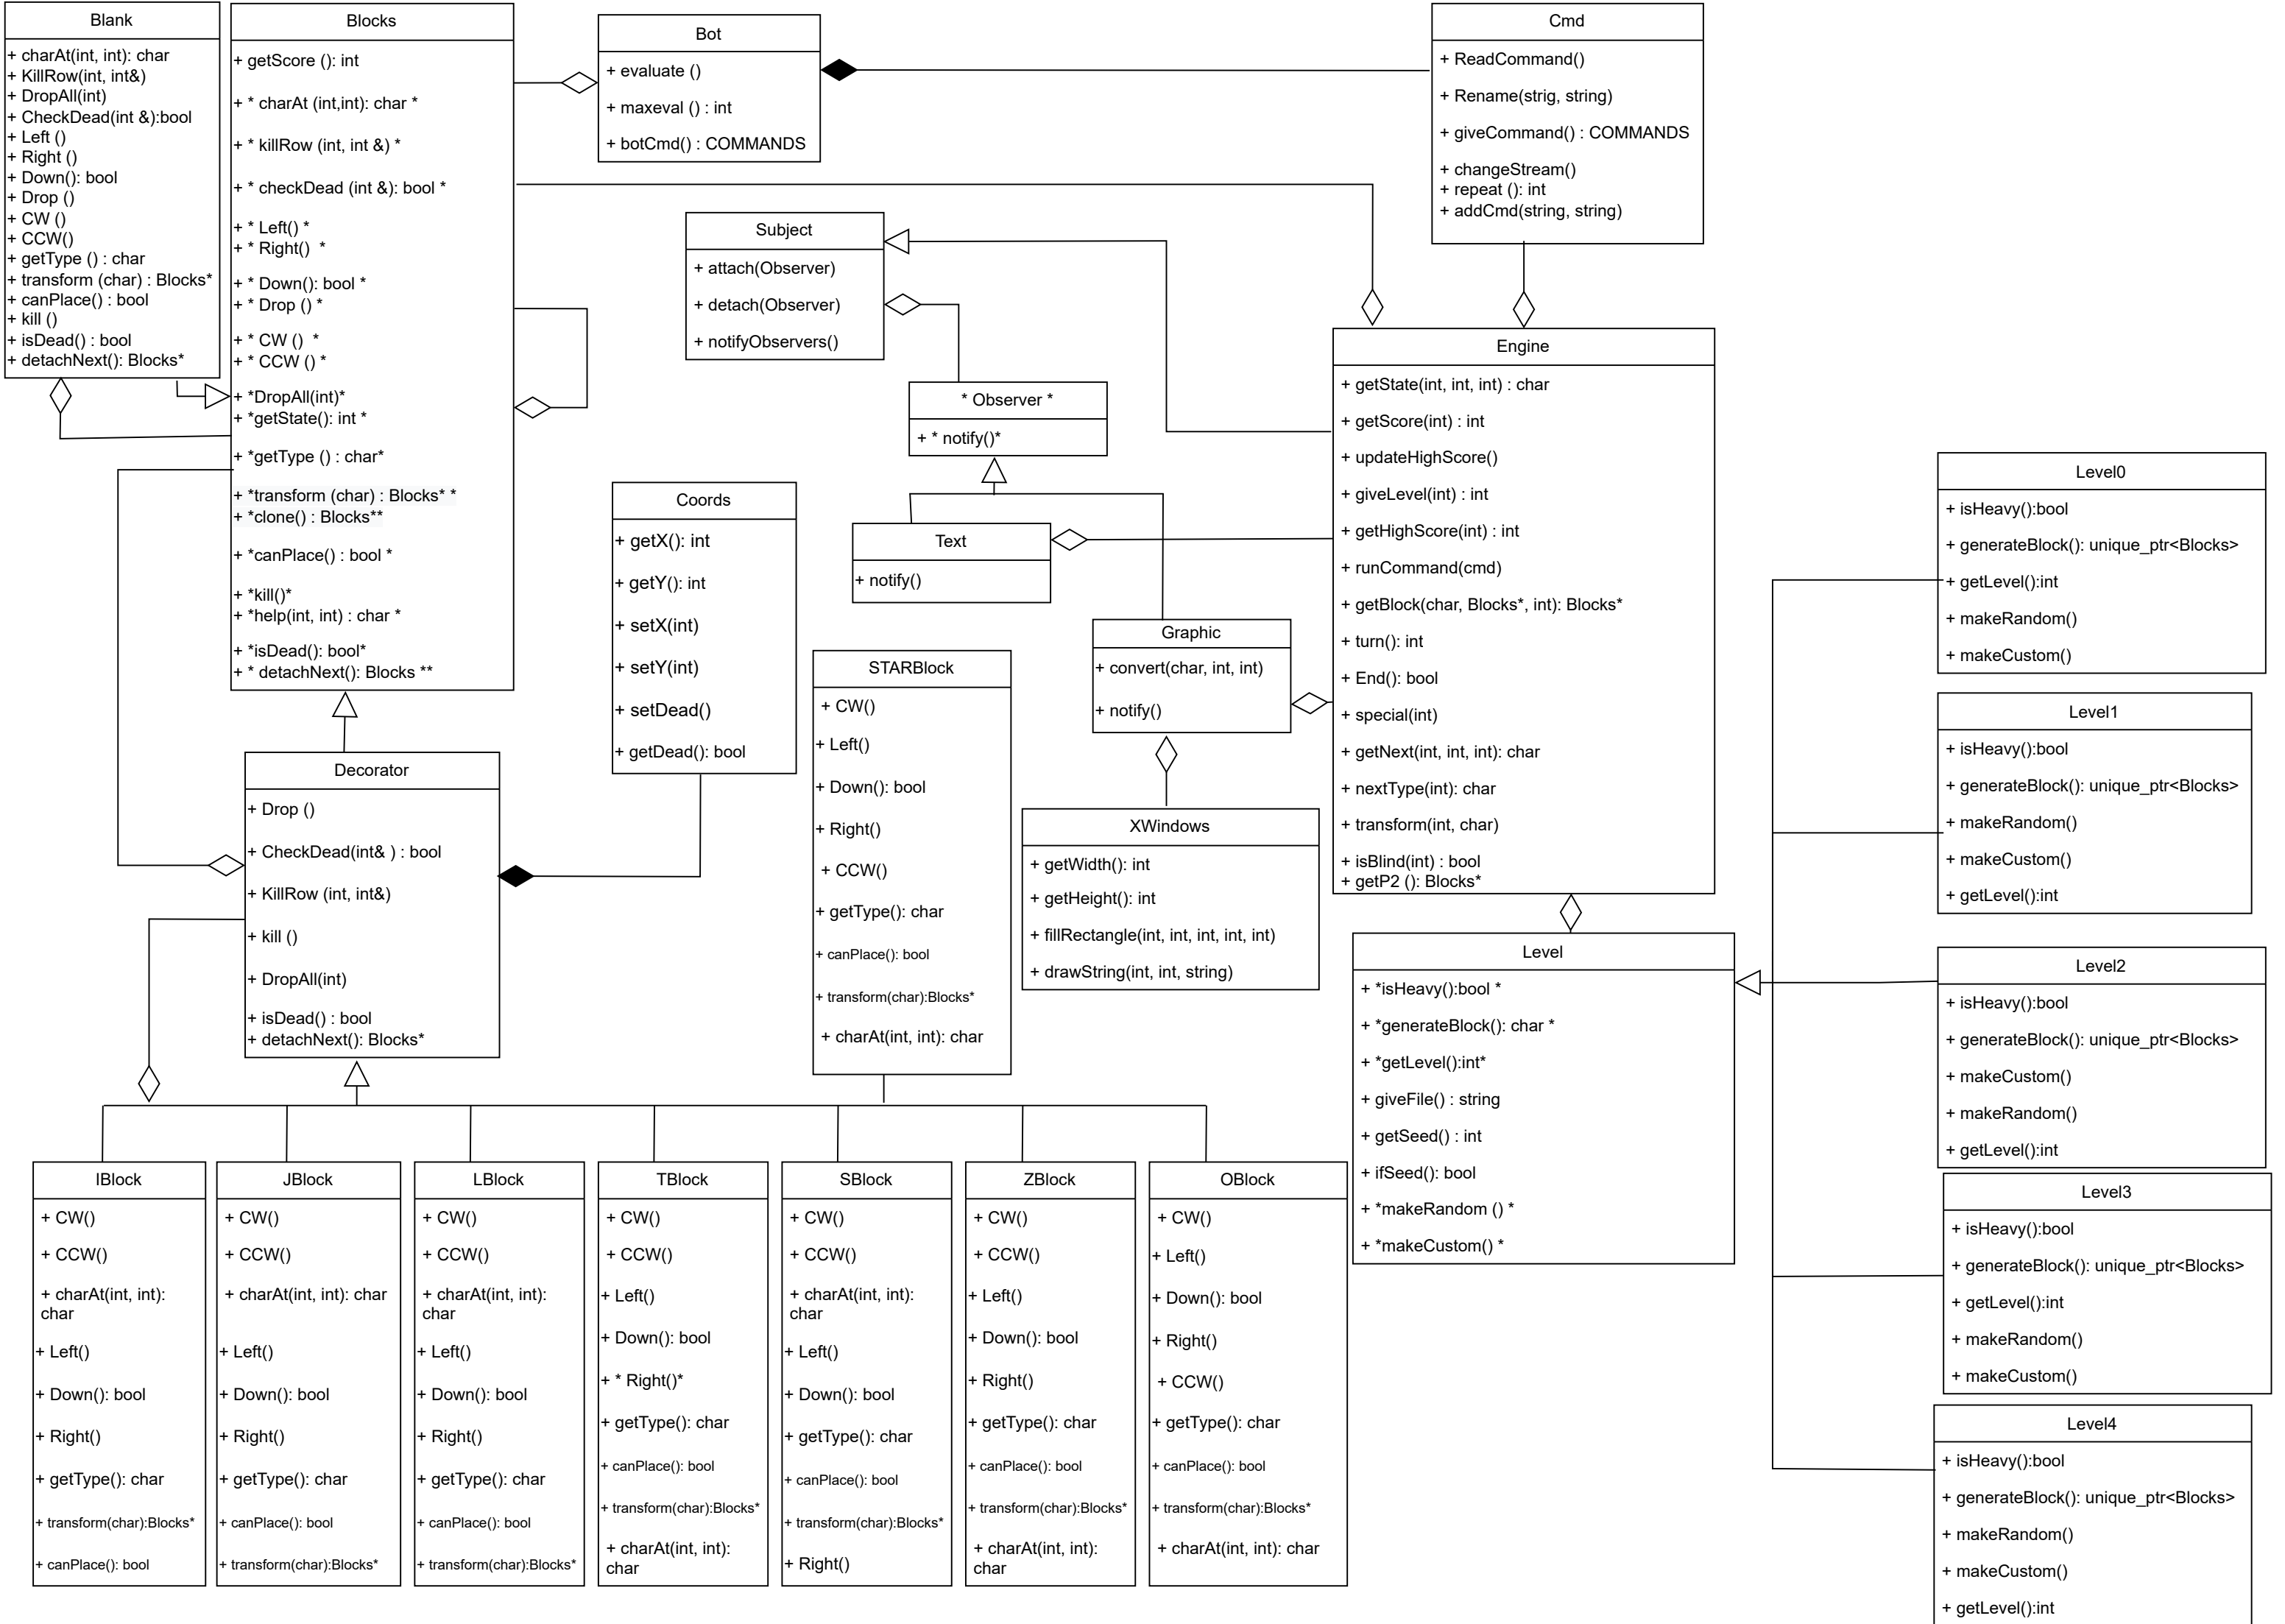 Blank
+ charAt(int, int): char
+ KillRow(int, int&)
+ DropAll(int)
+ CheckDead(int &):bool
+ Left ()
+ Right ()
+ Down(): bool
+ Drop ()
+ CW ()
+ CCW()
+ getType () : char
+ transform (char) : Blocks*
+ canPlace() : bool
+ kill ()
+ isDead() : bool
+ detachNext(): Blocks*
Blocks
+ getScore (): int
+ * charAt (int,int): char *
+ * killRow (int, int &) *
+ * checkDead (int &): bool *
+ * Left() *
+ * Right()  *
+ * Down(): bool *
+ * Drop () *
+ * CW ()  *
+ * CCW () *
+ *DropAll(int)*
+ *getState(): int *
+ *getType () : char*
+ *transform (char) : Blocks* *
+ *clone() : Blocks**
+ *canPlace() : bool *
+ *kill()*
+ *help(int, int) : char *
+ *isDead(): bool*
+ * detachNext(): Blocks **
Bot
+ evaluate ()
+ maxeval () : int
+ botCmd() : COMMANDS
Cmd
+ ReadCommand()
+ Rename(strig, string)
+ giveCommand() : COMMANDS
+ changeStream()
+ repeat (): int
+ addCmd(string, string)
Subject
+ attach(Observer)
+ detach(Observer)
+ notifyObservers()
* Observer *
+ * notify()*
Text
+ notify()
Graphic
+ convert(char, int, int)
+ notify()
XWindows
+ getWidth(): int
+ getHeight(): int
+ fillRectangle(int, int, int, int, int)
+ drawString(int, int, string)
Engine
+ getState(int, int, int) : char
+ getScore(int) : int
+ updateHighScore()
+ giveLevel(int) : int
+ getHighScore(int) : int
+ runCommand(cmd)
+ getBlock(char, Blocks*, int): Blocks*
+ turn(): int
+ End(): bool
+ special(int)
+ getNext(int, int, int): char
+ nextType(int): char
+ transform(int, char)
+ isBlind(int) : bool
+ getP2 (): Blocks*
Coords
+ getX(): int
+ getY(): int
+ setX(int)
+ setY(int)
+ setDead()
+ getDead(): bool
STARBlock
+ CW()
+ Left()
+ Down(): bool
+ Right()
+ CCW()
+ getType(): char
+ canPlace(): bool
+ transform(char):Blocks*
+ charAt(int, int): char
Decorator
+ Drop ()
+ CheckDead(int& ) : bool
+ KillRow (int, int&)
+ kill ()
+ DropAll(int)
+ isDead() : bool
+ detachNext(): Blocks*
Level
+ *isHeavy():bool *
+ *generateBlock(): char *
+ *getLevel():int*
+ giveFile() : string
+ getSeed() : int
+ ifSeed(): bool
+ *makeRandom () *
+ *makeCustom() *
Level0
+ isHeavy():bool
+ generateBlock(): unique_ptr<Blocks>
+ getLevel():int
+ makeRandom()
+ makeCustom()
Level1
+ isHeavy():bool
+ generateBlock(): unique_ptr<Blocks>
+ makeRandom()
+ makeCustom()
+ getLevel():int
Level2
+ isHeavy():bool
+ generateBlock(): unique_ptr<Blocks>
+ makeCustom()
+ makeRandom()
+ getLevel():int
Level3
+ isHeavy():bool
+ generateBlock(): unique_ptr<Blocks>
+ getLevel():int
+ makeRandom()
+ makeCustom()
Level4
+ isHeavy():bool
+ generateBlock(): unique_ptr<Blocks>
+ makeRandom()
+ makeCustom()
+ getLevel():int
IBlock
+ CW()
+ CCW()
+ charAt(int, int):
char
+ Left()
+ Down(): bool
+ Right()
+ getType(): char
+ transform(char):Blocks*
+ canPlace(): bool
JBlock
+ CW()
+ CCW()
+ charAt(int, int): char
+ Left()
+ Down(): bool
+ Right()
+ getType(): char
+ canPlace(): bool
+ transform(char):Blocks*
LBlock
+ CW()
+ CCW()
+ charAt(int, int):
char
+ Left()
+ Down(): bool
+ Right()
+ getType(): char
+ canPlace(): bool
+ transform(char):Blocks*
TBlock
+ CW()
+ CCW()
+ Left()
+ Down(): bool
+ * Right()*
+ getType(): char
+ canPlace(): bool
+ transform(char):Blocks*
+ charAt(int, int):
char
SBlock
+ CW()
+ CCW()
+ charAt(int, int):
char
+ Left()
+ Down(): bool
+ getType(): char
+ canPlace(): bool
+ transform(char):Blocks*
+ Right()
ZBlock
+ CW()
+ CCW()
+ Left()
+ Down(): bool
+ Right()
+ getType(): char
+ canPlace(): bool
+ transform(char):Blocks*
+ charAt(int, int):
char
OBlock
+ CW()
+ Left()
+ Down(): bool
+ Right()
+ CCW()
+ getType(): char
+ canPlace(): bool
+ transform(char):Blocks*
+ charAt(int, int): char